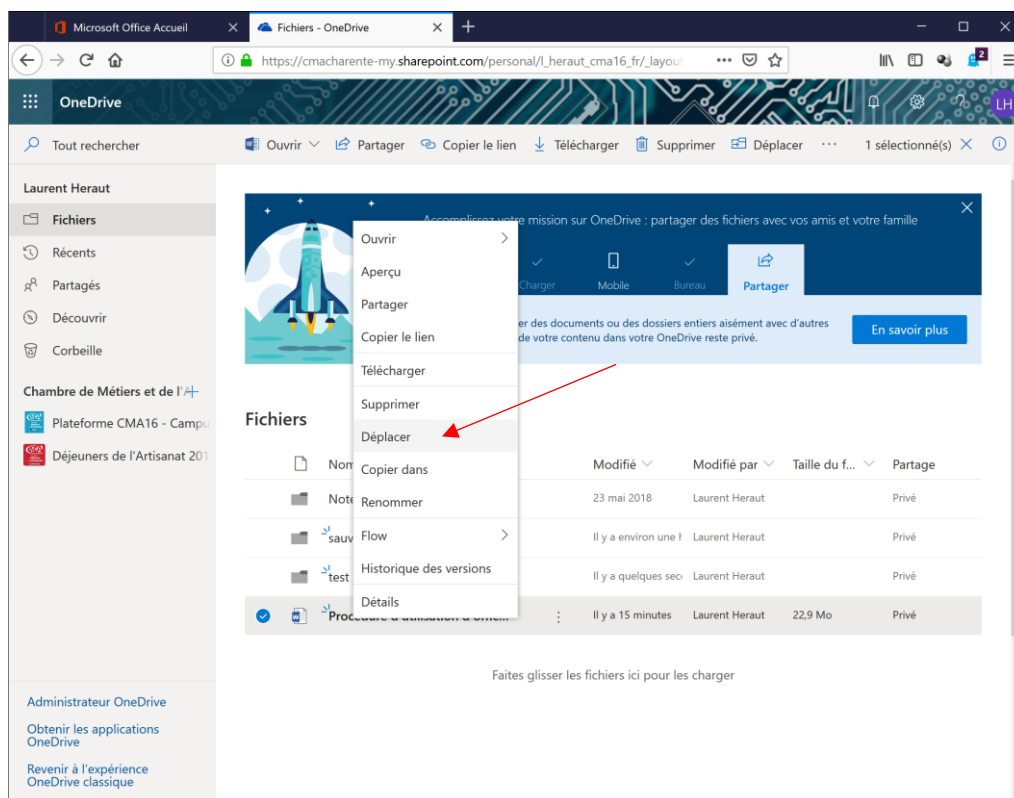 Microsoft Office Accueil
Fichiers - OneDrive
https://cmacharente-my.sharepoint.com/personal/l_heraut_cma16_fr/_layout
2
OneDrive
LH
Tout rechercher
Ouvrir
Partager
Copier le lien
Télécharger
Supprimer
Déplacer
1 sélectionné(s)
Laurent Heraut
Fichiers
Récents
Partagés
Découvrir
Corbeille
Chambre de Métiers et de l'
Plateforme CMA16 - Campu
Déjeuners de l'Artisanat 201
Administrateur OneDrive
Obtenir les applications
OneDrive
Revenir à l'expérience
OneDrive classique
Accomplissez votre mission sur OneDrive : partager des fichiers avec vos amis et votre famille
Charger
Mobile
Bureau
Partager
er des documents ou des dossiers entiers aisément avec d'autres
de votre contenu dans votre OneDrive reste privé.
En savoir plus
Ouvrir
Aperçu
Partager
Copier le lien
Télécharger
Supprimer
Déplacer
Copier dans
Renommer
Flow
Historique des versions
Détails
Fichiers
Nom
Modifié
Modifié par
Taille du f...
Partage
Note
23 mai 2018
Laurent Heraut
Privé
sauv
Il y a environ une h
Laurent Heraut
Privé
test
Il y a quelques seco
Laurent Heraut
Privé
Procédure d'utilisation d'offic...
Il y a 15 minutes
Laurent Heraut
22,9 Mo
Privé
Faites glisser les fichiers ici pour les charger